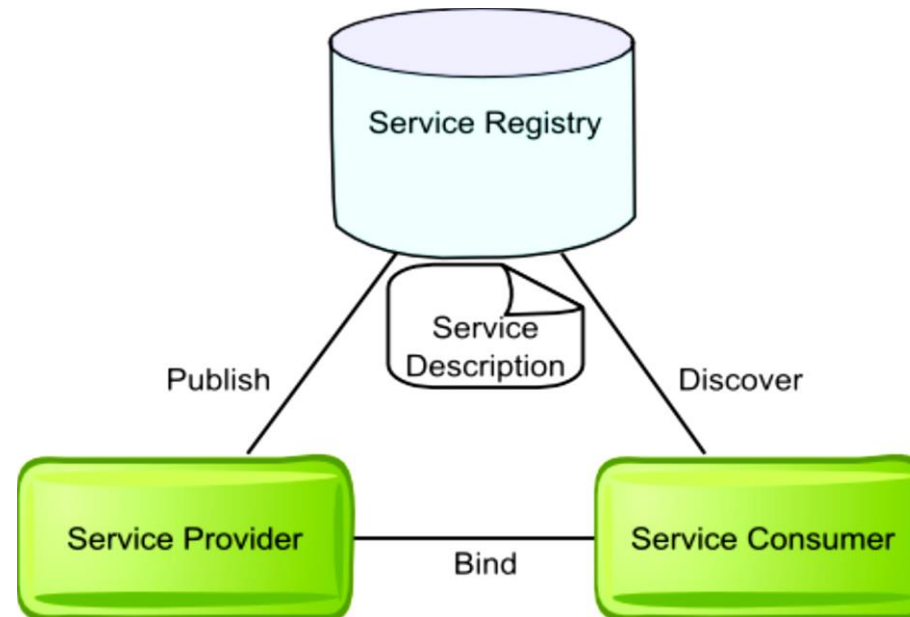 Service Registry
Service
Description
Publish
Discover
Service Provider
Bind
Service Consumer